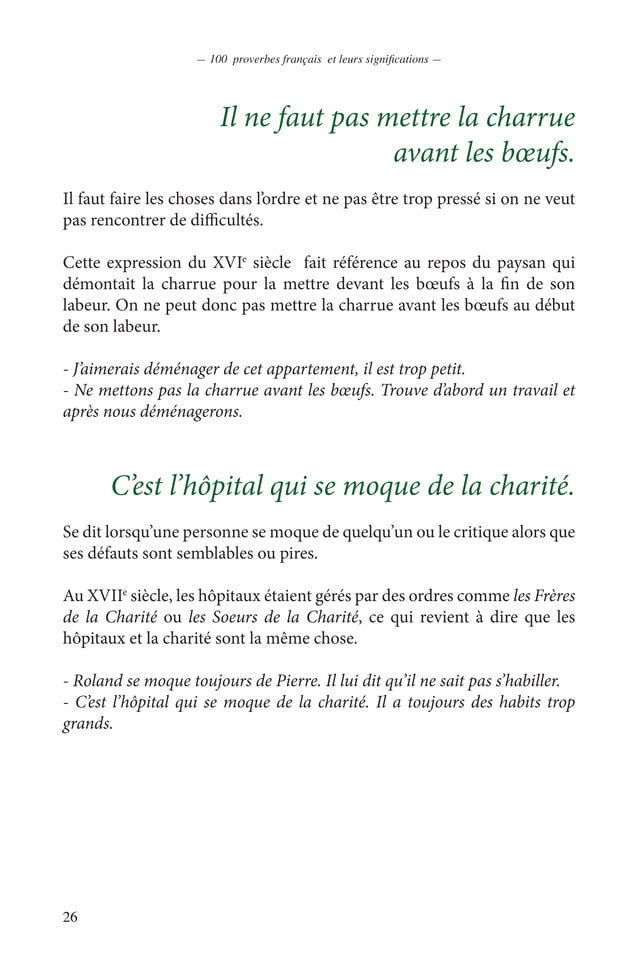 — 100 proverbes français et leurs significations —
Il ne faut pas mettre la charrue
avant les bœufs.
Il faut faire les choses dans l’ordre et ne pas être trop pressé si on ne veut
pas rencontrer de difficultés.
Cette expression du XVIᵉ siècle fait référence au repos du paysan qui
démontait la charrue pour la mettre devant les bœufs à la fin de son
labeur. On ne peut donc pas mettre la charrue avant les bœufs au début
de son labeur.
- J’aimerais déménager de cet appartement, il est trop petit.
- Ne mettons pas la charrue avant les bœufs. Trouve d’abord un travail et
après nous déménagerons.
C’est l’hôpital qui se moque de la charité.
Se dit lorsqu’une personne se moque de quelqu’un ou le critique alors que
ses défauts sont semblables ou pires.
Au XVIIᵉ siècle, les hôpitaux étaient gérés par des ordres comme les Frères
de la Charité ou les Soeurs de la Charité, ce qui revient à dire que les
hôpitaux et la charité sont la même chose.
- Roland se moque toujours de Pierre. Il lui dit qu’il ne sait pas s’habiller.
- C’est l’hôpital qui se moque de la charité. Il a toujours des habits trop
grands.
26